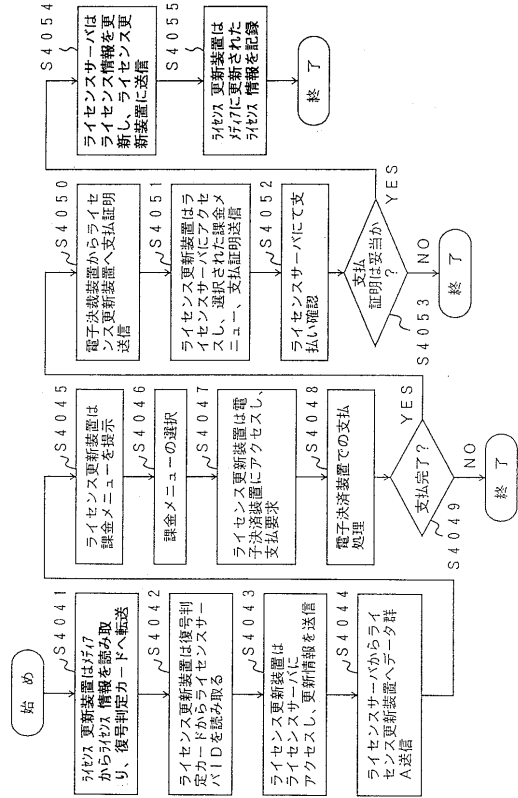 始め
S4041
ライセンス 更新装置はメディア
からライセンス 情報を読み取
り、復号判定カードへ転送
S4042
ライセンス更新装置は復号判
定カードからライセンスサー
バIDを読み取る
S4043
ライセンス更新装置は
ライセンスサーバに
アクセスし、更新情報を送信
S4044
ライセンスサーバからライ
センス更新装置へデータ群
A送信
S4045
ライセンス更新装置は
課金メニューを提示
S4046
課金メニューの選択
S4047
ライセンス更新装置は電
子決済装置にアクセスし、
支払要求
S4048
電子決済装置での支払
処理
支払完了?
S4049
YES
NO
終了
S4050
電子決裁装置からライセ
ンス更新装置へ支払証明
送信
S4051
ライセンス更新装置はラ
イセンスサーバにアクセ
スし、選択された課金メ
ニュー、支払証明送信
S4052
ライセンスサーバにて支
払い確認
支払
証明は妥当か
?
S4053
YES
NO
終了
S4054
ライセンスサーバは
ライセンス情報を更
新し、ライセンス更
新装置に送信
S4055
ライセンス 更新装置は
メディアに更新された
ライセンス 情報を記録
終了